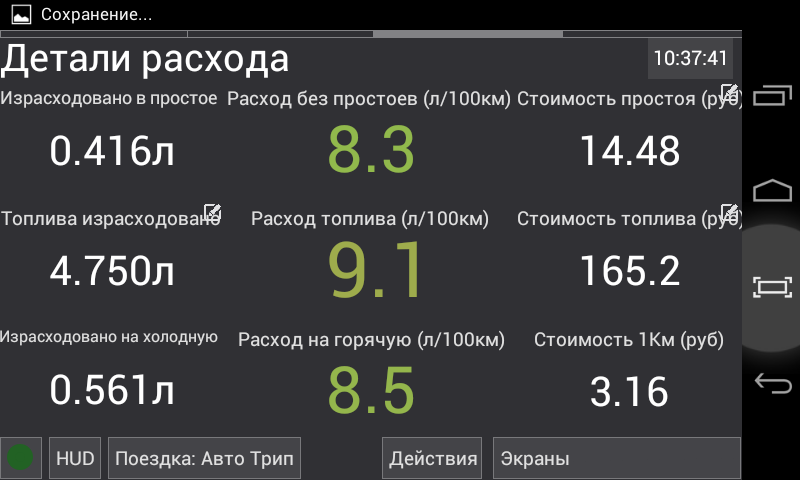 Сохранение...
Детали расхода
10:37:41
Израсходовано в простое
Расход без простоев (л/100км)
Стоимость простоя (руб)
0.416л
8.3
14.48
Топлива израсходовано
Расход топлива (л/100км)
Стоимость топлива (руб)
4.750л
9.1
165.2
Израсходовано на холодную
Расход на горячую (л/100км)
Стоимость 1Км (руб)
0.561л
8.5
3.16
HUD
Поездка: Авто Трип
Действия
Экраны